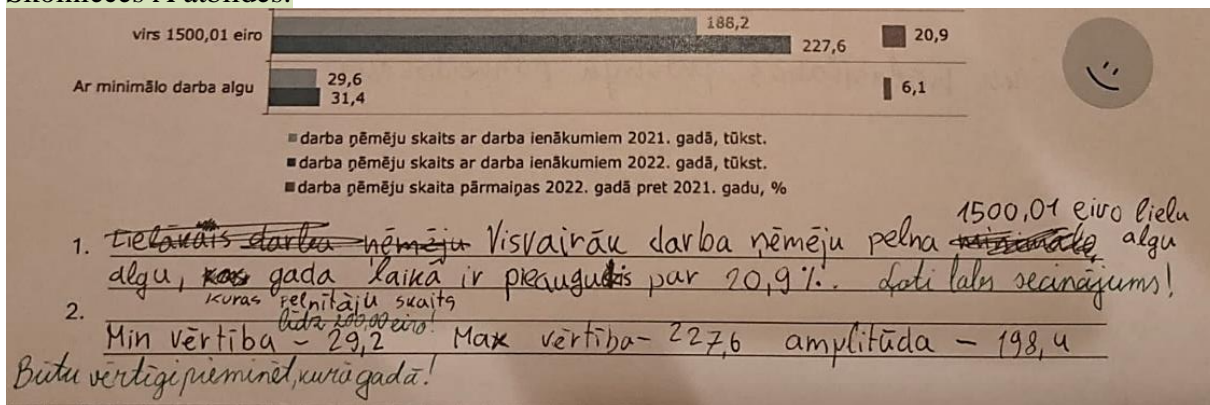 virs 1500,01 eiro
188,2
227,6
20,9
Ar minimālo darba algu
29,6
31,4
6,1
darba ņēmēju skaits ar darba ienākumiem 2021. gadā, tūkst.
darba ņēmēju skaits ar darba ienākumiem 2022. gadā, tūkst.
darba ņēmēju skaita pārmaiņas 2022. gadā pret 2021. gadu, %
1500,01 eiro lielu
1. darba ņēmēju Visvairāk darba ņēmēju pelna algu
algu, gada laikā ir pieaudzis par 20,9%. Ļoti labs secinājums!
kuras pelnītāju skaits
2.
līdz 200,00 eiro!
Min vērtība - 29,2 Max vērtība - 227,6 amplitūda - 198,4
Būtu vērtīgi pieminēt, kurā gadā!